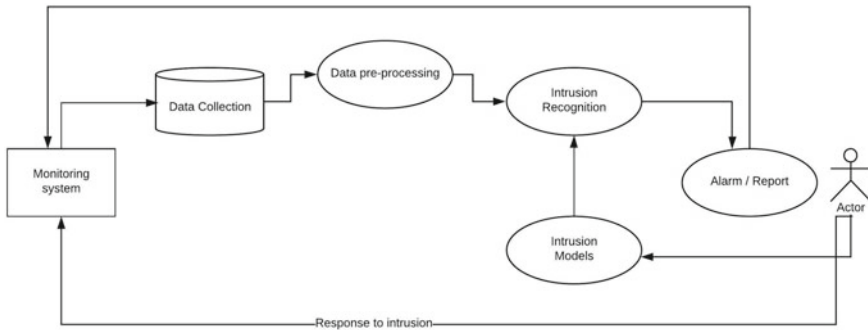 Data pre-processing
Data Collection
Intrusion
Recognition
Monitoring
system
Alarm / Report
Actor
Intrusion
Models
Response to intrusion